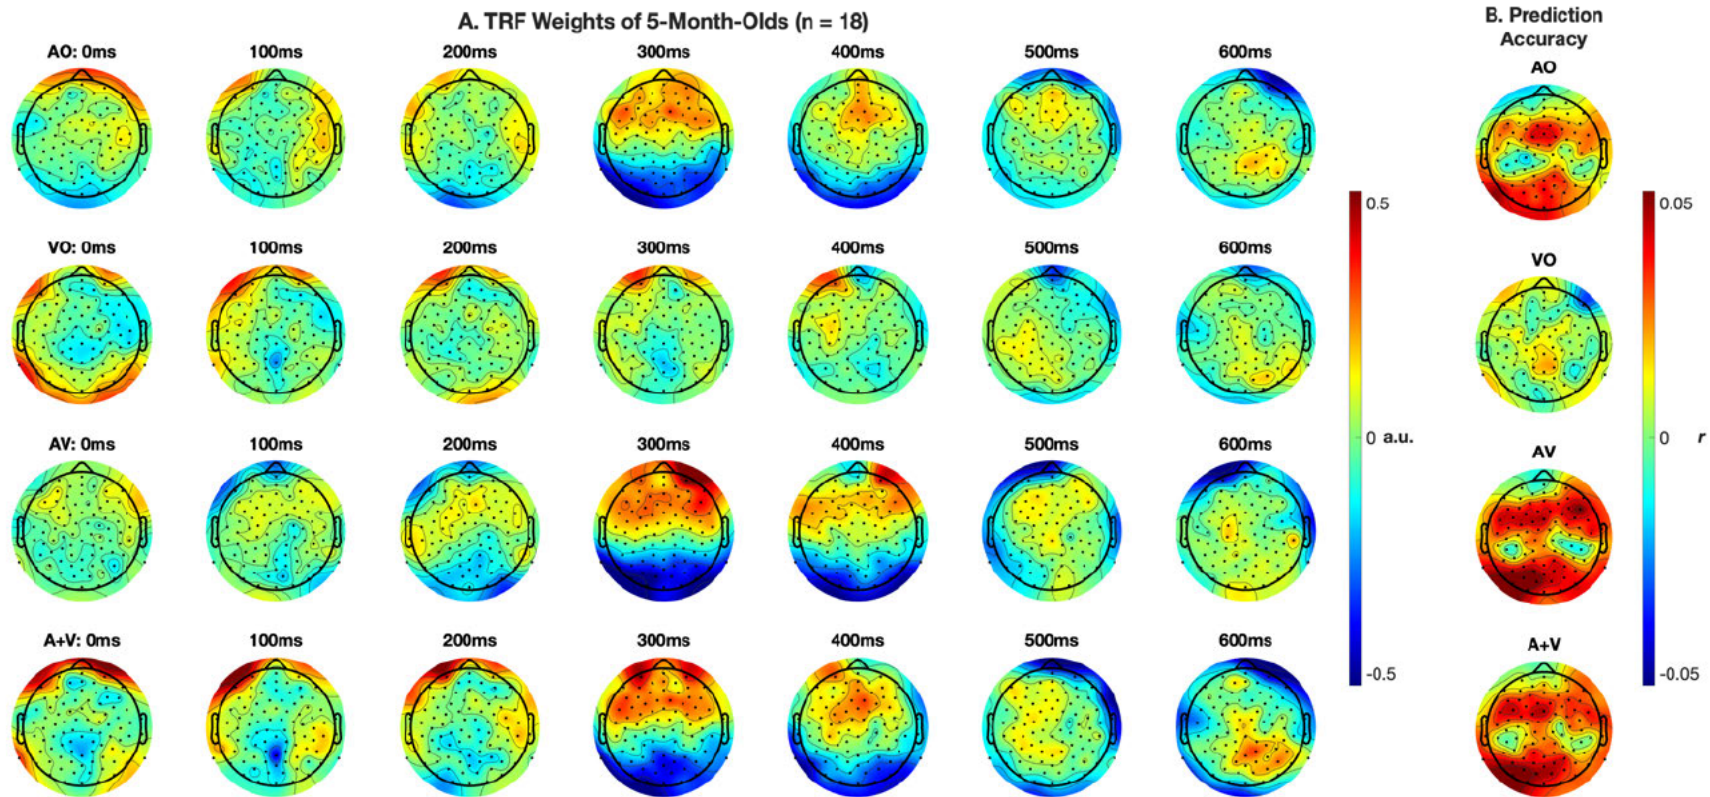 A. TRF Weights of 5-Month-Olds (n = 18)
B. Prediction
Accuracy
AO: 0ms 100ms 200ms 300ms 400ms 500ms 600ms
AO
VO: 0ms 100ms 200ms 300ms 400ms 500ms 600ms
VO
AV: 0ms 100ms 200ms 300ms 400ms 500ms 600ms
AV
A+V: 0ms 100ms 200ms 300ms 400ms 500ms 600ms
A+V
0.5
0 a.u.
-0.5
0.05
0 r
-0.05